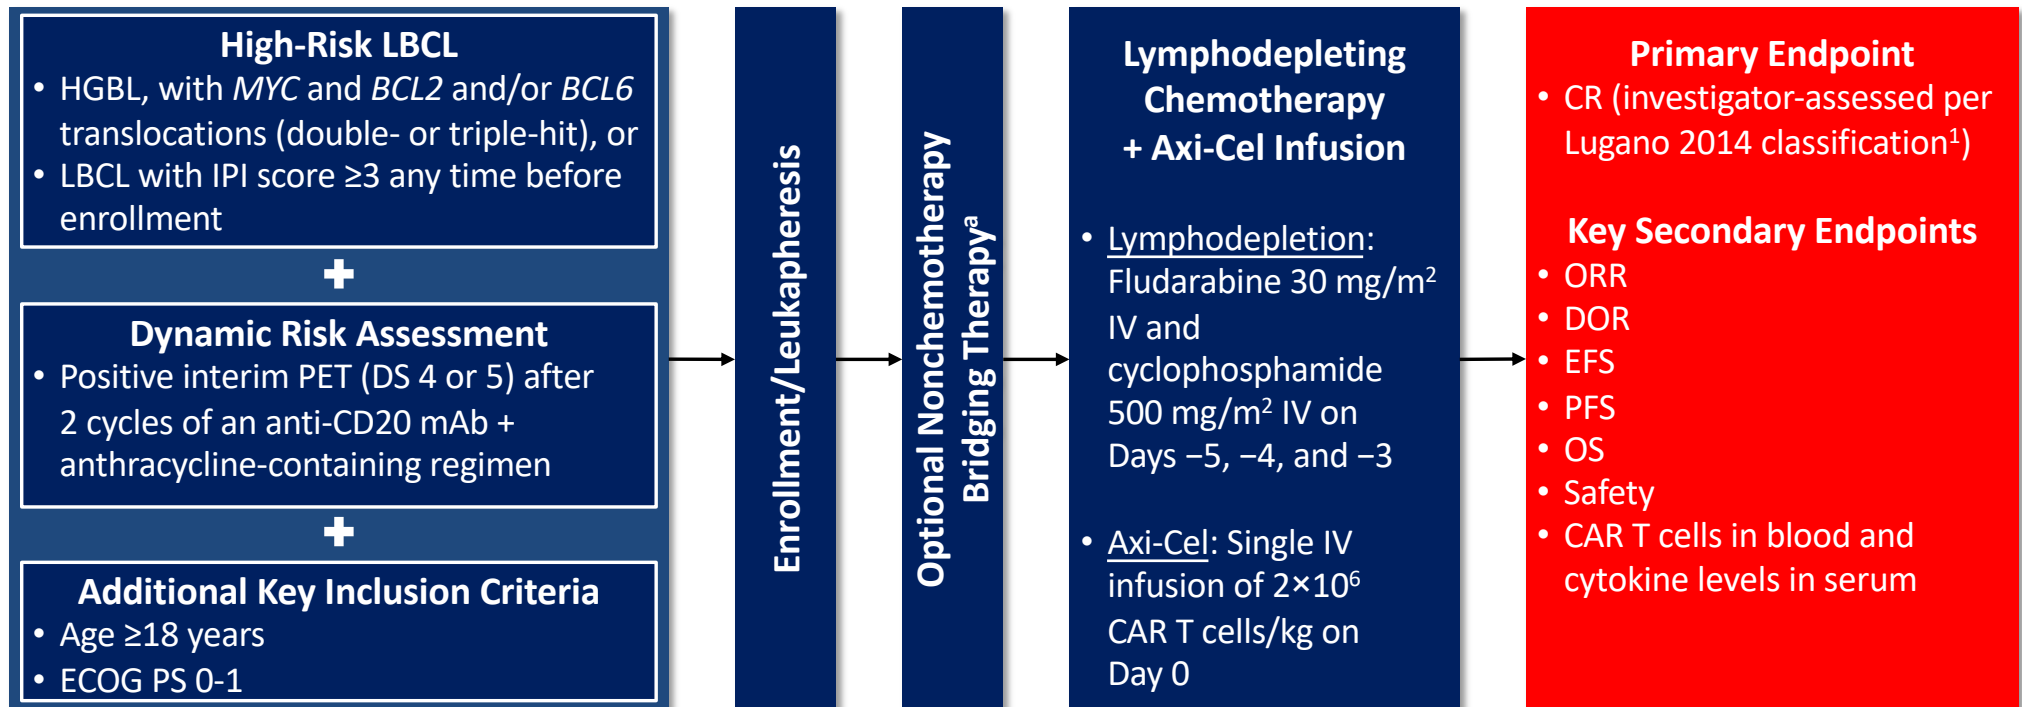 High-Risk LBCL
• HGBL, with MYC and BCL2 and/or BCL6
translocations (double- or triple-hit), or
• LBCL with IPI score ≥3 any time before
enrollment
+
Dynamic Risk Assessment
• Positive interim PET (DS 4 or 5) after
2 cycles of an anti-CD20 mAb +
anthracycline-containing regimen
+
Additional Key Inclusion Criteria
• Age ≥18 years
• ECOG PS 0-1
Enrollment/Leukapheresis
Optional Nonchemotherapy
Bridging Therapyᵃ
Lymphodepleting
Chemotherapy
+ Axi-Cel Infusion
• Lymphodepletion:
Fludarabine 30 mg/m²
IV and
cyclophosphamide
500 mg/m² IV on
Days −5, −4, and −3
• Axi-Cel: Single IV
infusion of 2×10⁶
CAR T cells/kg on
Day 0
Primary Endpoint
• CR (investigator-assessed per
Lugano 2014 classification¹)
Key Secondary Endpoints
• ORR
• DOR
• EFS
• PFS
• OS
• Safety
• CAR T cells in blood and
cytokine levels in serum